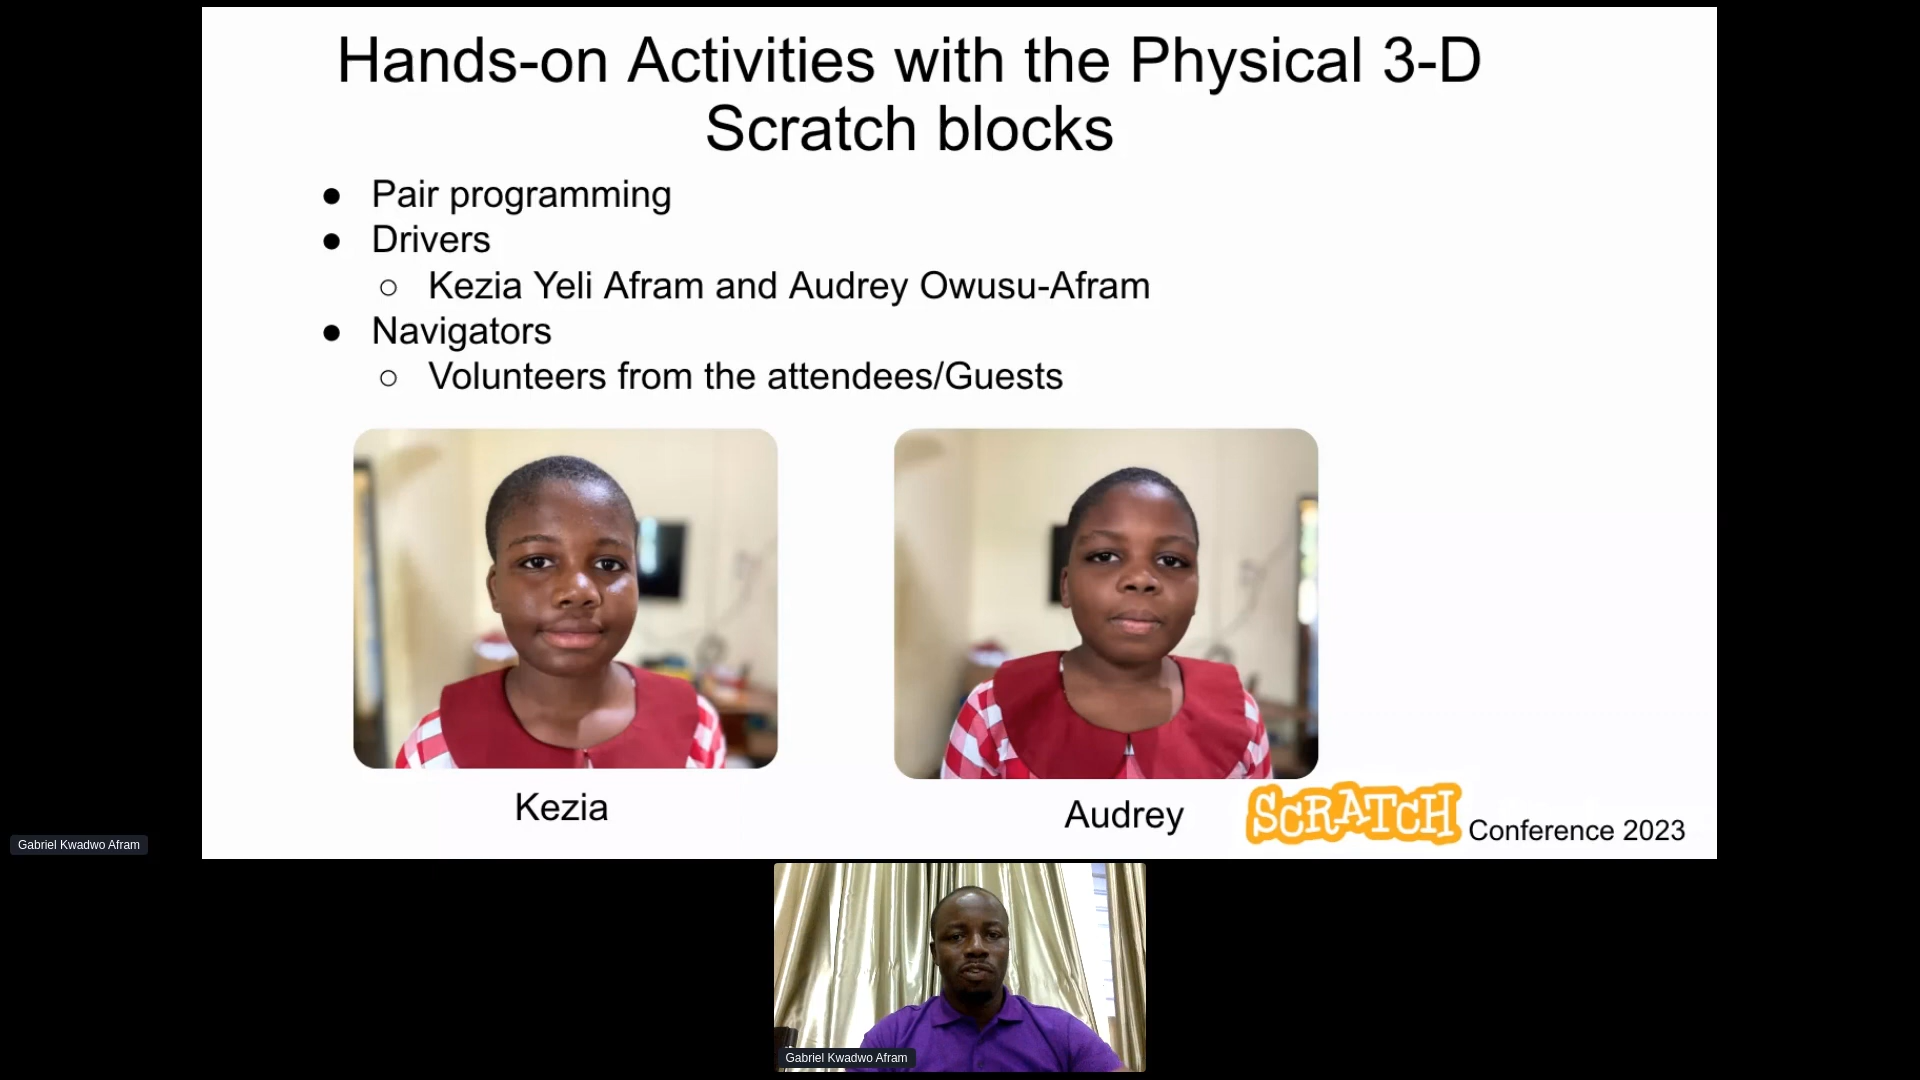 Hands-on Activities with the Physical 3-D
Scratch blocks
● Pair programming
● Drivers
○ Kezia Yeli Afram and Audrey Owusu-Afram
● Navigators
○ Volunteers from the attendees/Guests
Kezia
Audrey
SCRATCH Conference 2023
Gabriel Kwadwo Afram
Gabriel Kwadwo Afram